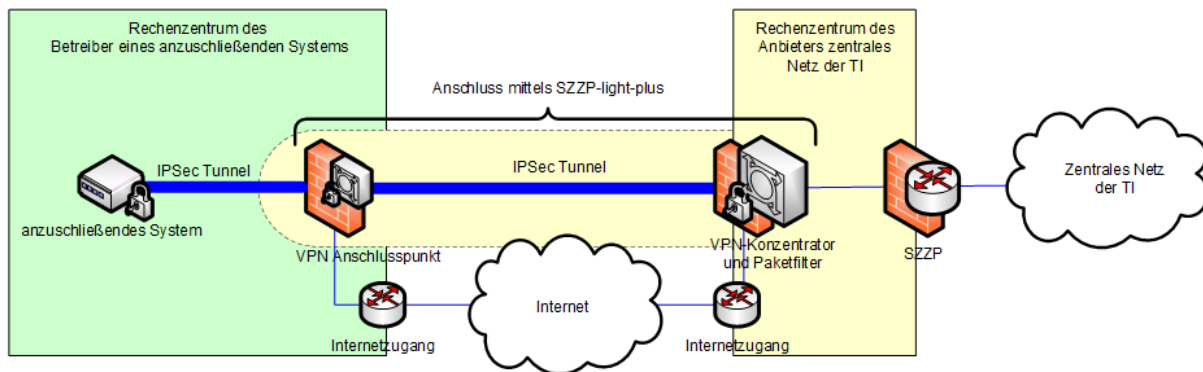 Rechenzentrum des
Betreiber eines anzuschließenden Systems
Rechenzentrum des
Anbieters zentrales
Netz der TI
Anschluss mittels SZZP-light-plus
IPSec Tunnel
IPSec Tunnel
Zentrales Netz
der TI
anzuschließendes System
VPN Anschlusspunkt
VPN-Konzentrator
und Paketfilter
SZZP
Internet
Internetzugang
Internetzugang